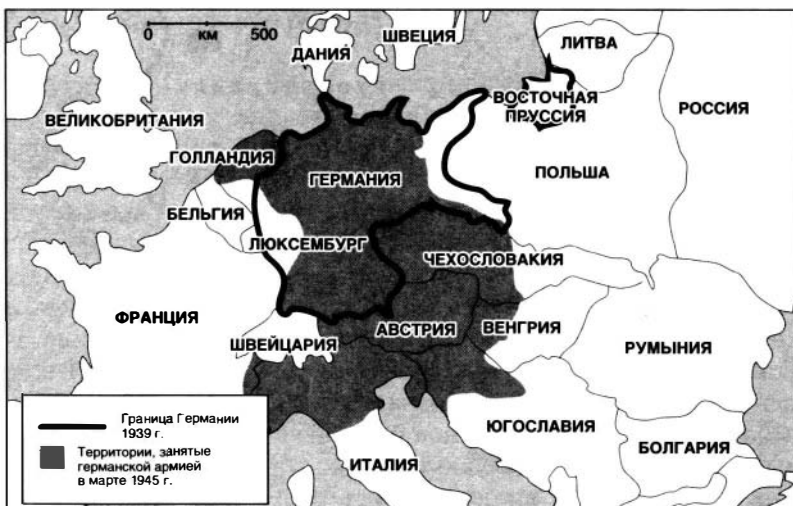 0 500
КМ
ШВЕЦИЯ
ДАНИЯ
ЛИТВА
ВОСТОЧНАЯ
ПРУССИЯ
РОССИЯ
ВЕЛИКОБРИТАНИЯ
ГОЛЛАНДИЯ
ГЕРМАНИЯ
ПОЛЬША
БЕЛЬГИЯ
ЛЮКСЕМБУРГ
ЧЕХОСЛОВАКИЯ
ФРАНЦИЯ
ШВЕЙЦАРИЯ
АВСТРИЯ
ВЕНГРИЯ
РУМЫНИЯ
ЮГОСЛАВИЯ
БОЛГАРИЯ
ИТАЛИЯ
Граница Германии
1939 г.
Территории, занятые
германской армией
в марте 1945 г.